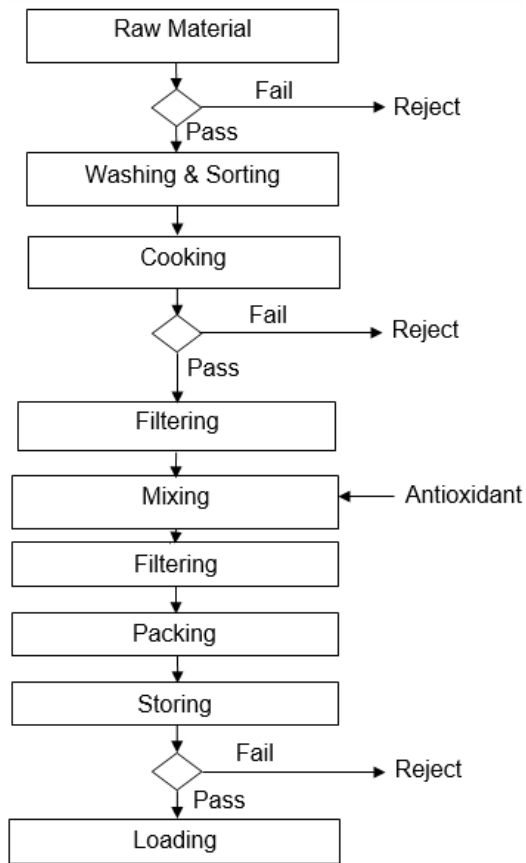 Raw Material
Fail
Reject
Pass
Washing & Sorting
Cooking
Fail
Reject
Pass
Filtering
Mixing
Antioxidant
Filtering
Packing
Storing
Fail
Reject
Pass
Loading